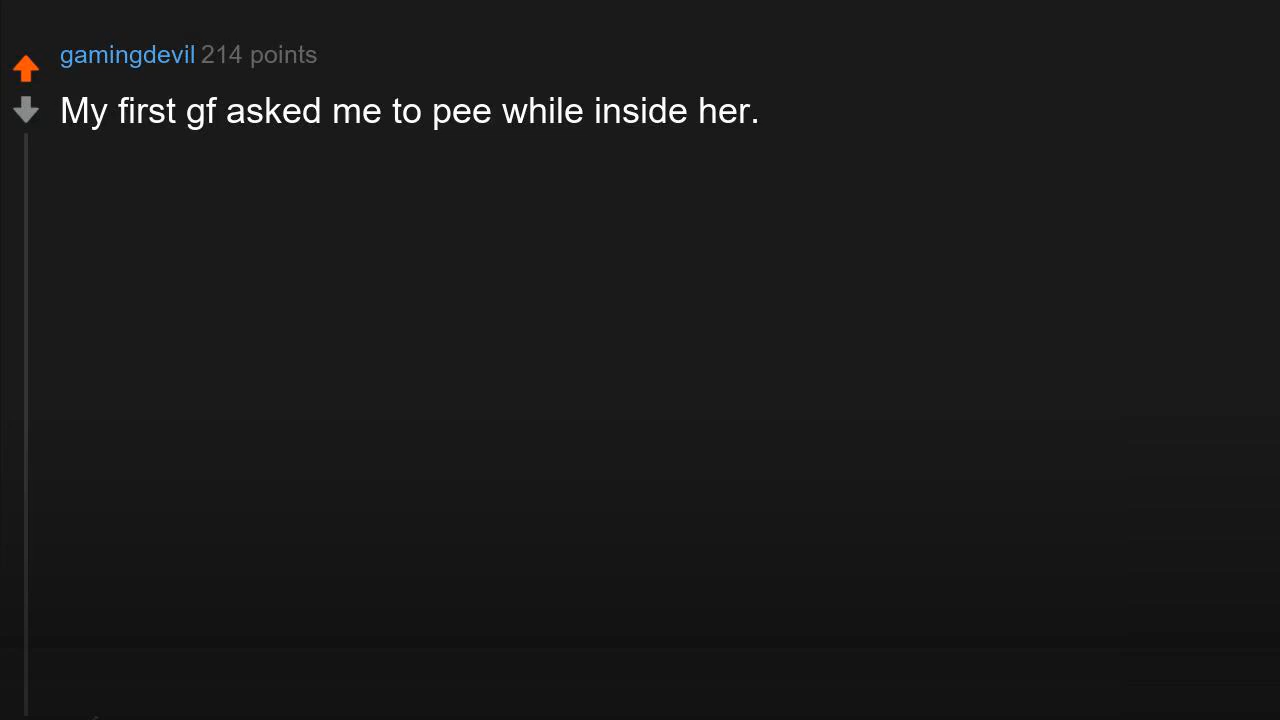 gamingdevil 214 points
My first gf asked me to pee while inside her.